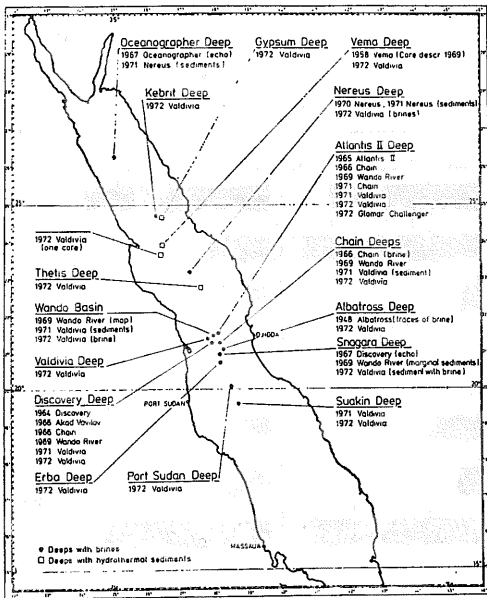 35°
Oceanographer Deep
1967 Oceanographer (echo)
1971 Nereus (sediments)
Gypsum Deep
1972 Valdivia
Vema Deep
1958 Vema (Core descr 1969)
1972 Valdivia
Kebrit Deep
1972 Valdivia
Nereus Deep
1970 Nereus, 1971 Nereus (sediments)
1972 Valdivia (brines)
Atlantis II Deep
1965 Atlantis II
1966 Chain
1969 Wando River
1971 Chain
1971 Valdivia
1972 Valdivia
1972 Glomar Challenger
25°
25°
1972 Valdivia
(one core)
Chain Deeps
1966 Chain (brine)
1969 Wando River
1971 Valdivia (sediment)
1972 Valdivia
Thetis Deep
1972 Valdivia
Wando Basin
1969 Wando River (map)
1971 Valdivia (sediments)
1972 Valdivia (brine)
Albatross Deep
1948 Albatross (traces of brine)
1972 Valdivia
DJIDDA
Snagara Deep
1967 Discovery (echo)
1969 Wando River (marginal sediments)
1972 Valdivia (sediment with brine)
Valdivia Deep
1972 Valdivia
20°
20°
Discovery Deep
1964 Discovery
1966 Akad Vavilov
1966 Chain
1969 Wando River
1971 Valdivia
1972 Valdivia
PORT SUDAN
Suakin Deep
1971 Valdivia
1972 Valdivia
Erba Deep
1972 Valdivia
Port Sudan Deep
1972 Valdivia
MASSAUA
Deeps with brines
Deeps with hydrothermal sediments
15°